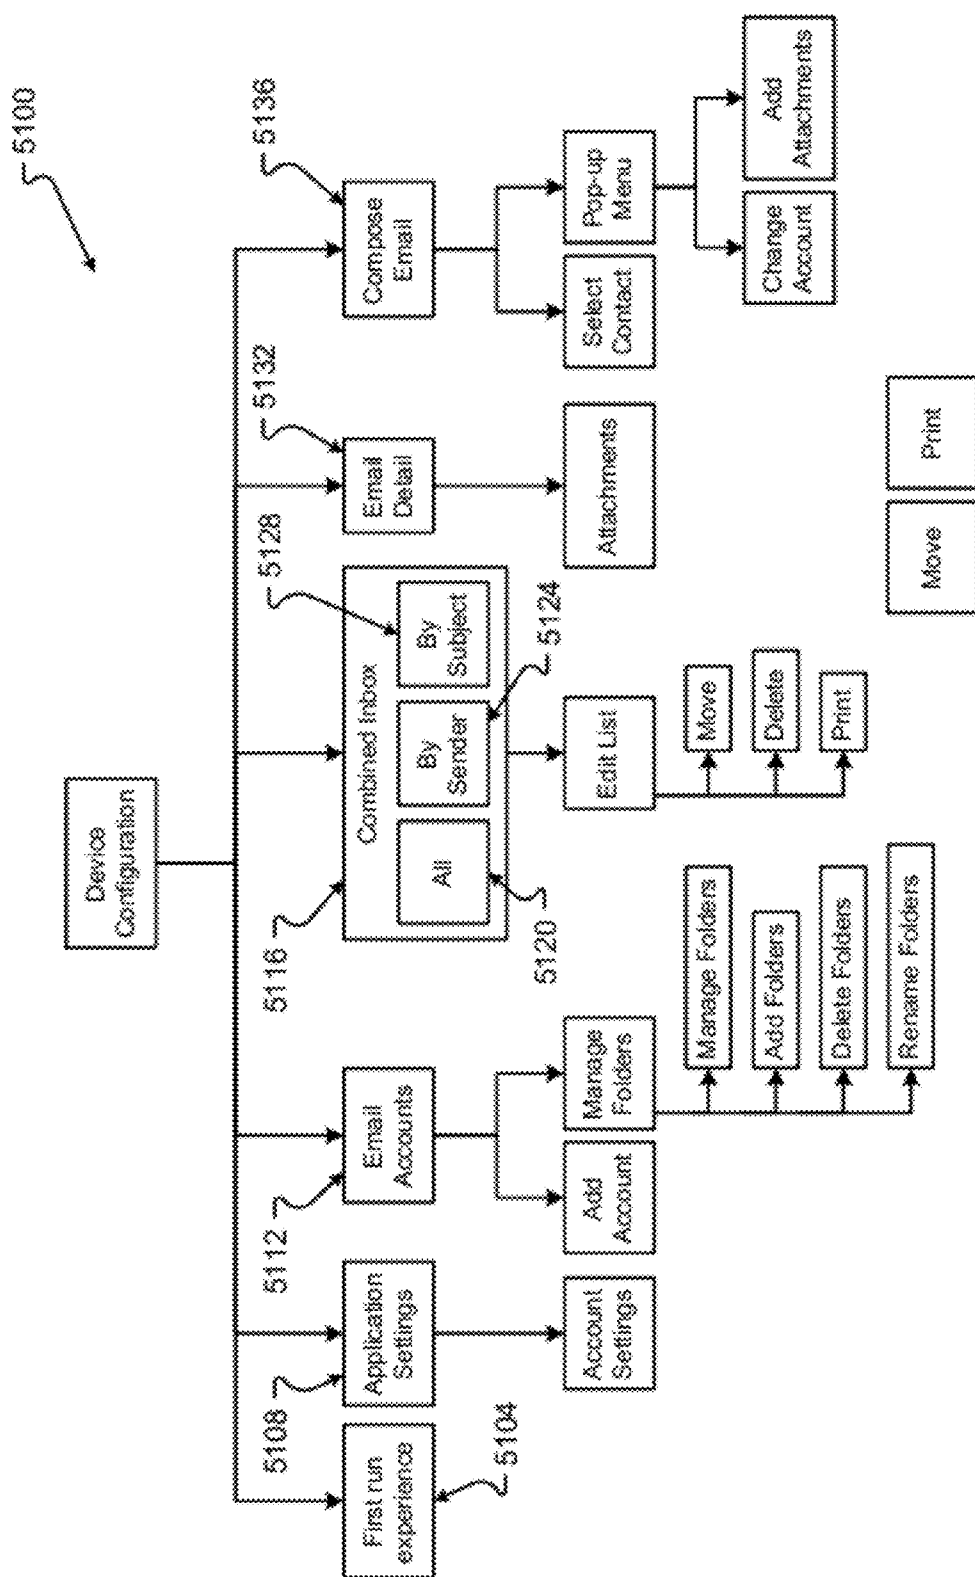 5100
Device
Configuration
First run
experience
5104
5108
Application
Settings
Account
Settings
5112
Email
Accounts
Add
Account
Manage
Folders
Manage Folders
Add Folders
Delete Folders
Rename Folders
5116
Combined Inbox
All
5120
By
Sender
5124
By
Subject
5128
Edit List
Move
Delete
Print
5132
Email
Detail
Attachments
5136
Compose
Email
Select
Contact
Pop-up
Menu
Change
Account
Add
Attachments
Move
Print